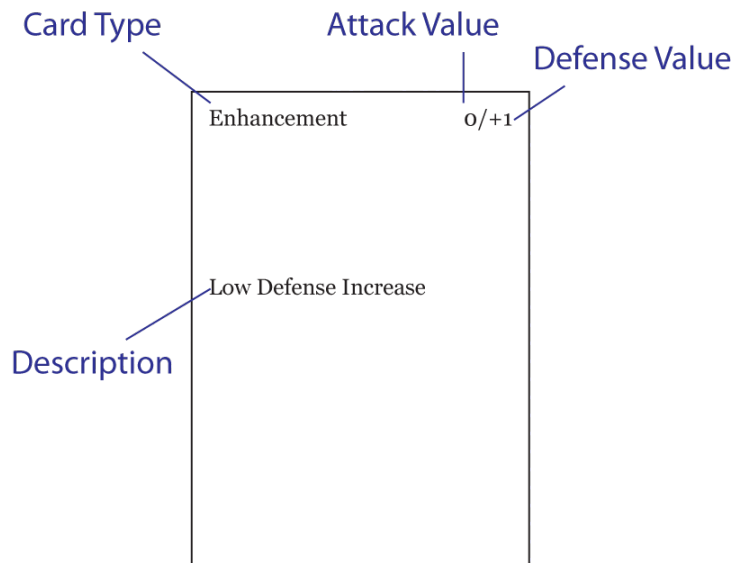 Card Type
Attack Value
Defense Value
Enhancement 0/+1
Low Defense Increase
Description